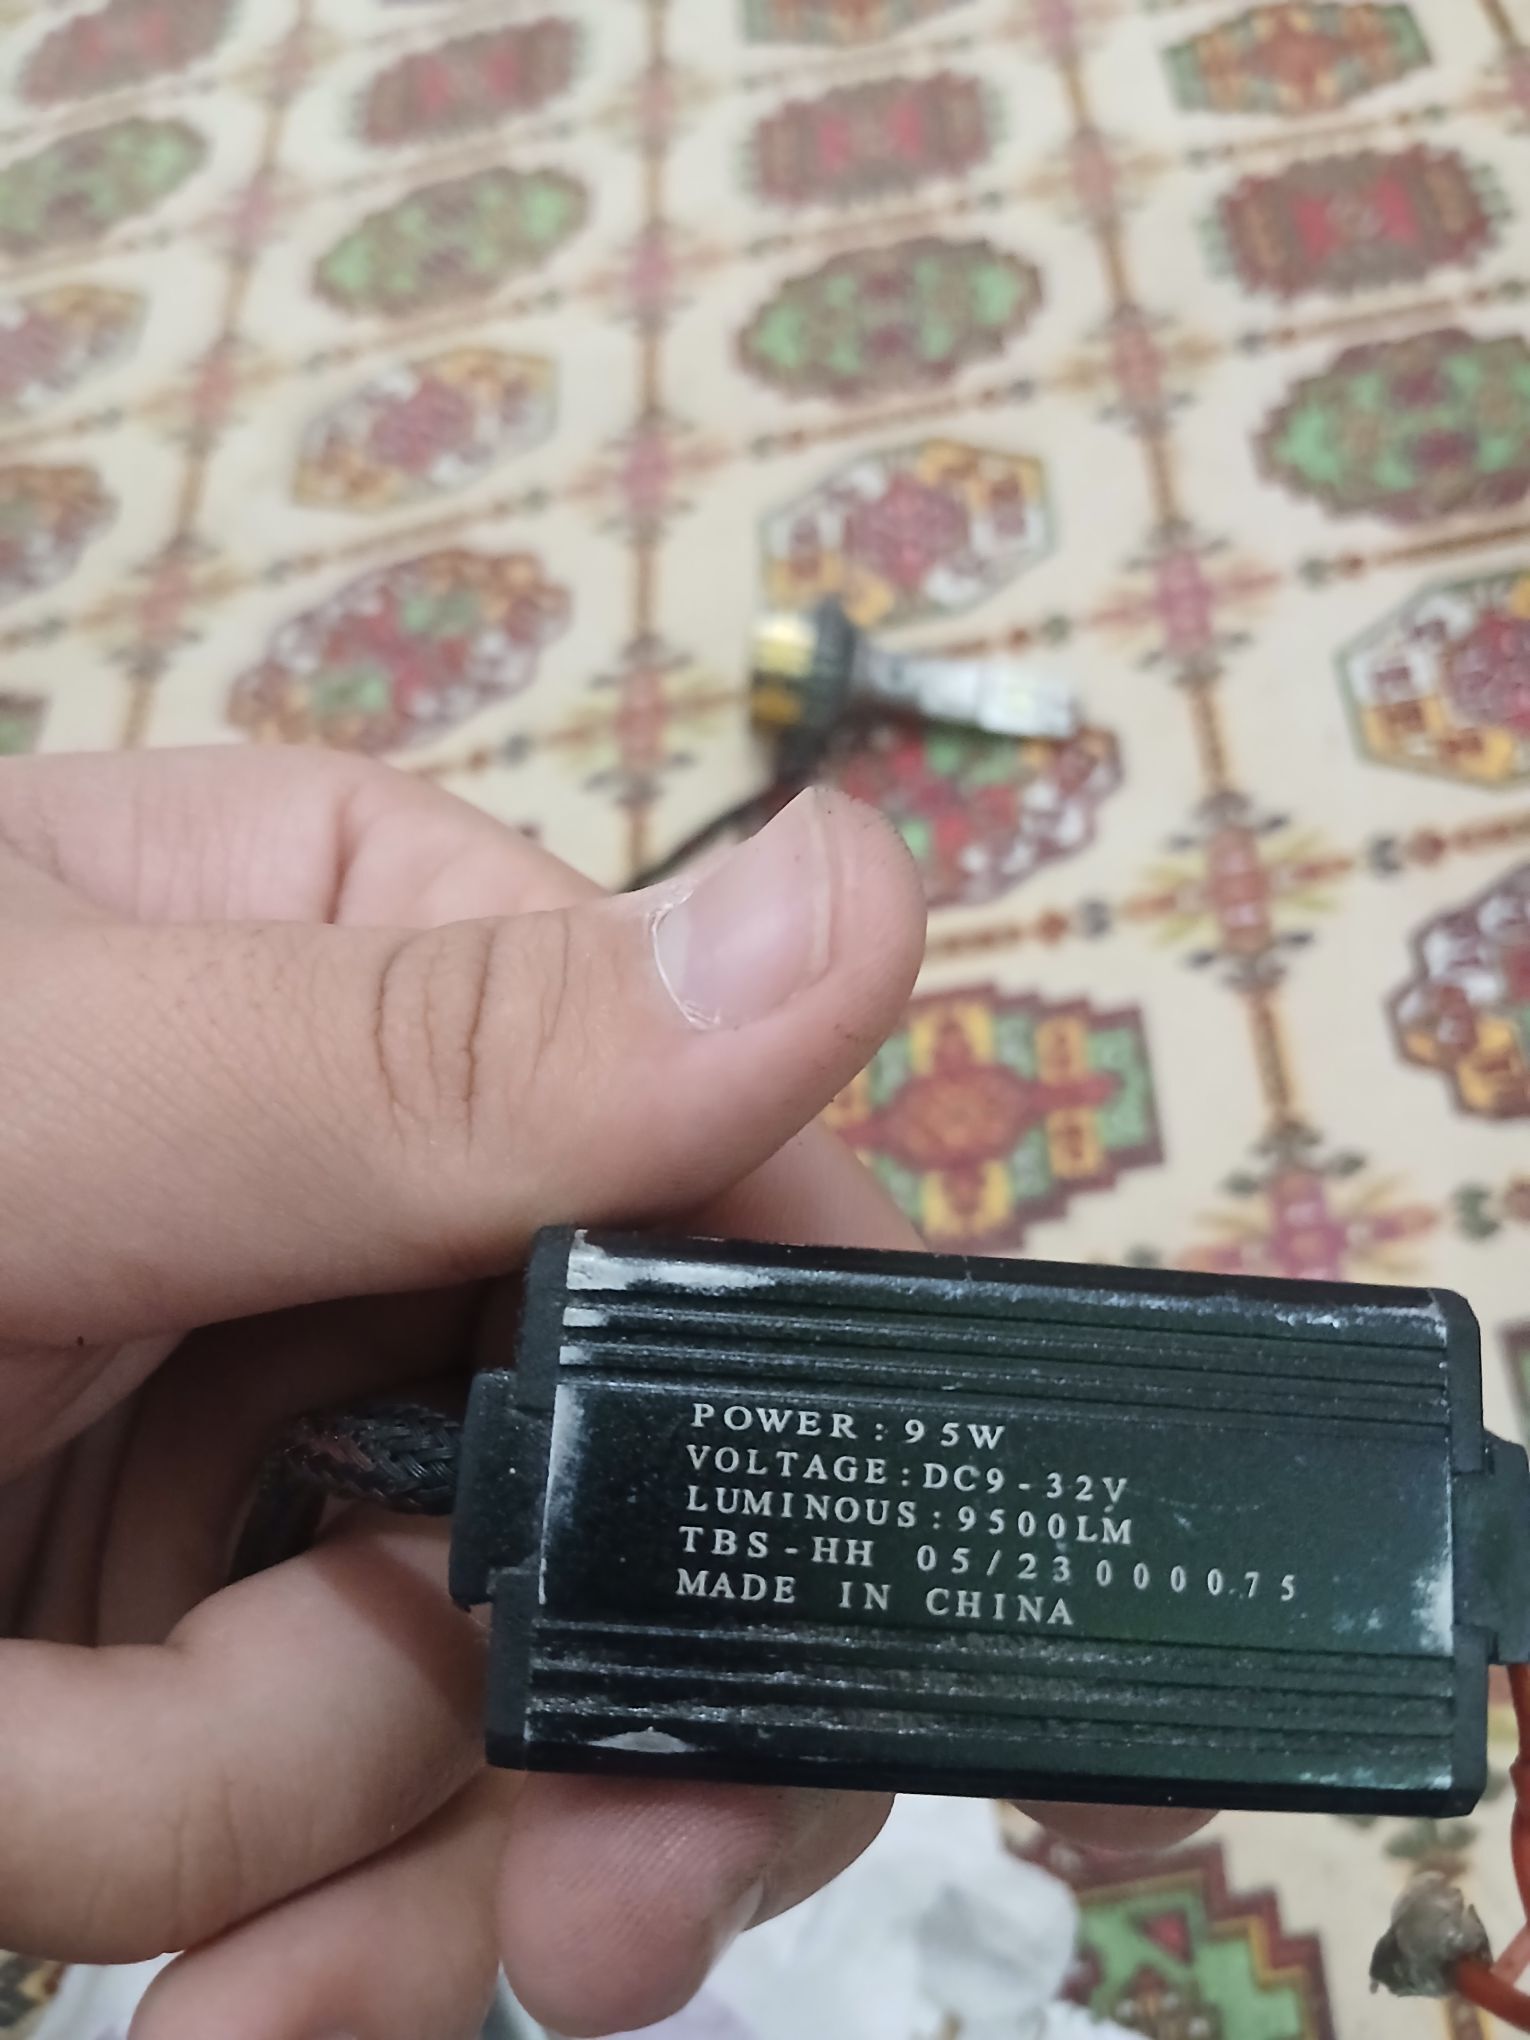 POWER:95W
VOLTAGE:DC9-32V
LUMINOUS:9500LM
TBS-HH 05/23000075
MADE IN CHINA